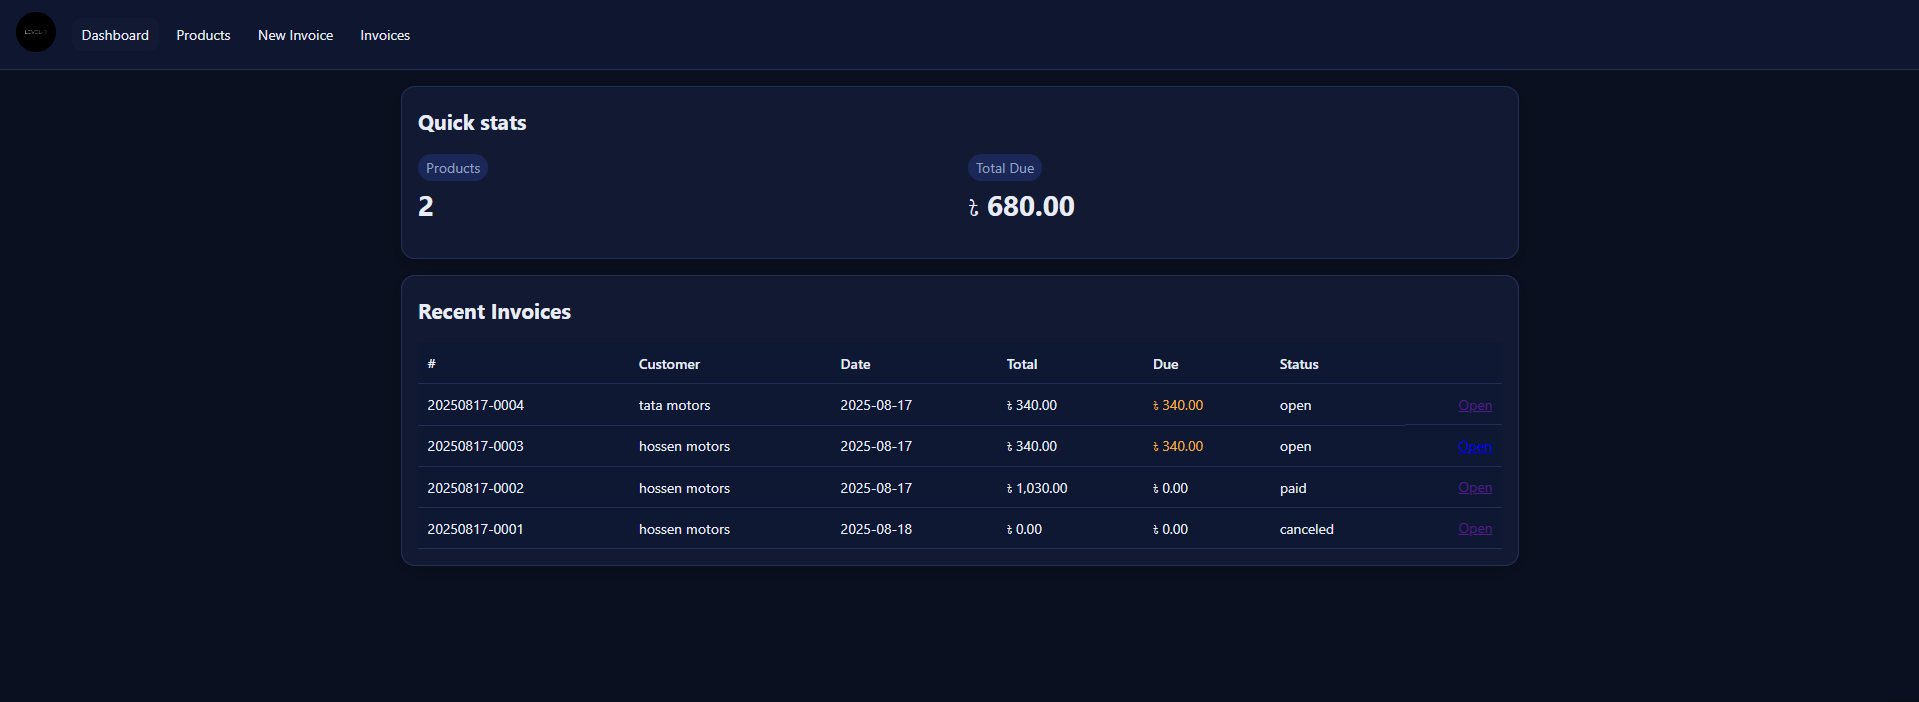 Dashboard Products New Invoice Invoices
Quick stats
Products Total Due
2 ৳ 680.00
Recent Invoices
# Customer Date Total Due Status
20250817-0004 tata motors 2025-08-17 ৳ 340.00 ৳ 340.00 open Open
20250817-0003 hossen motors 2025-08-17 ৳ 340.00 ৳ 340.00 open Open
20250817-0002 hossen motors 2025-08-17 ৳ 1,030.00 ৳ 0.00 paid Open
20250817-0001 hossen motors 2025-08-18 ৳ 0.00 ৳ 0.00 canceled Open